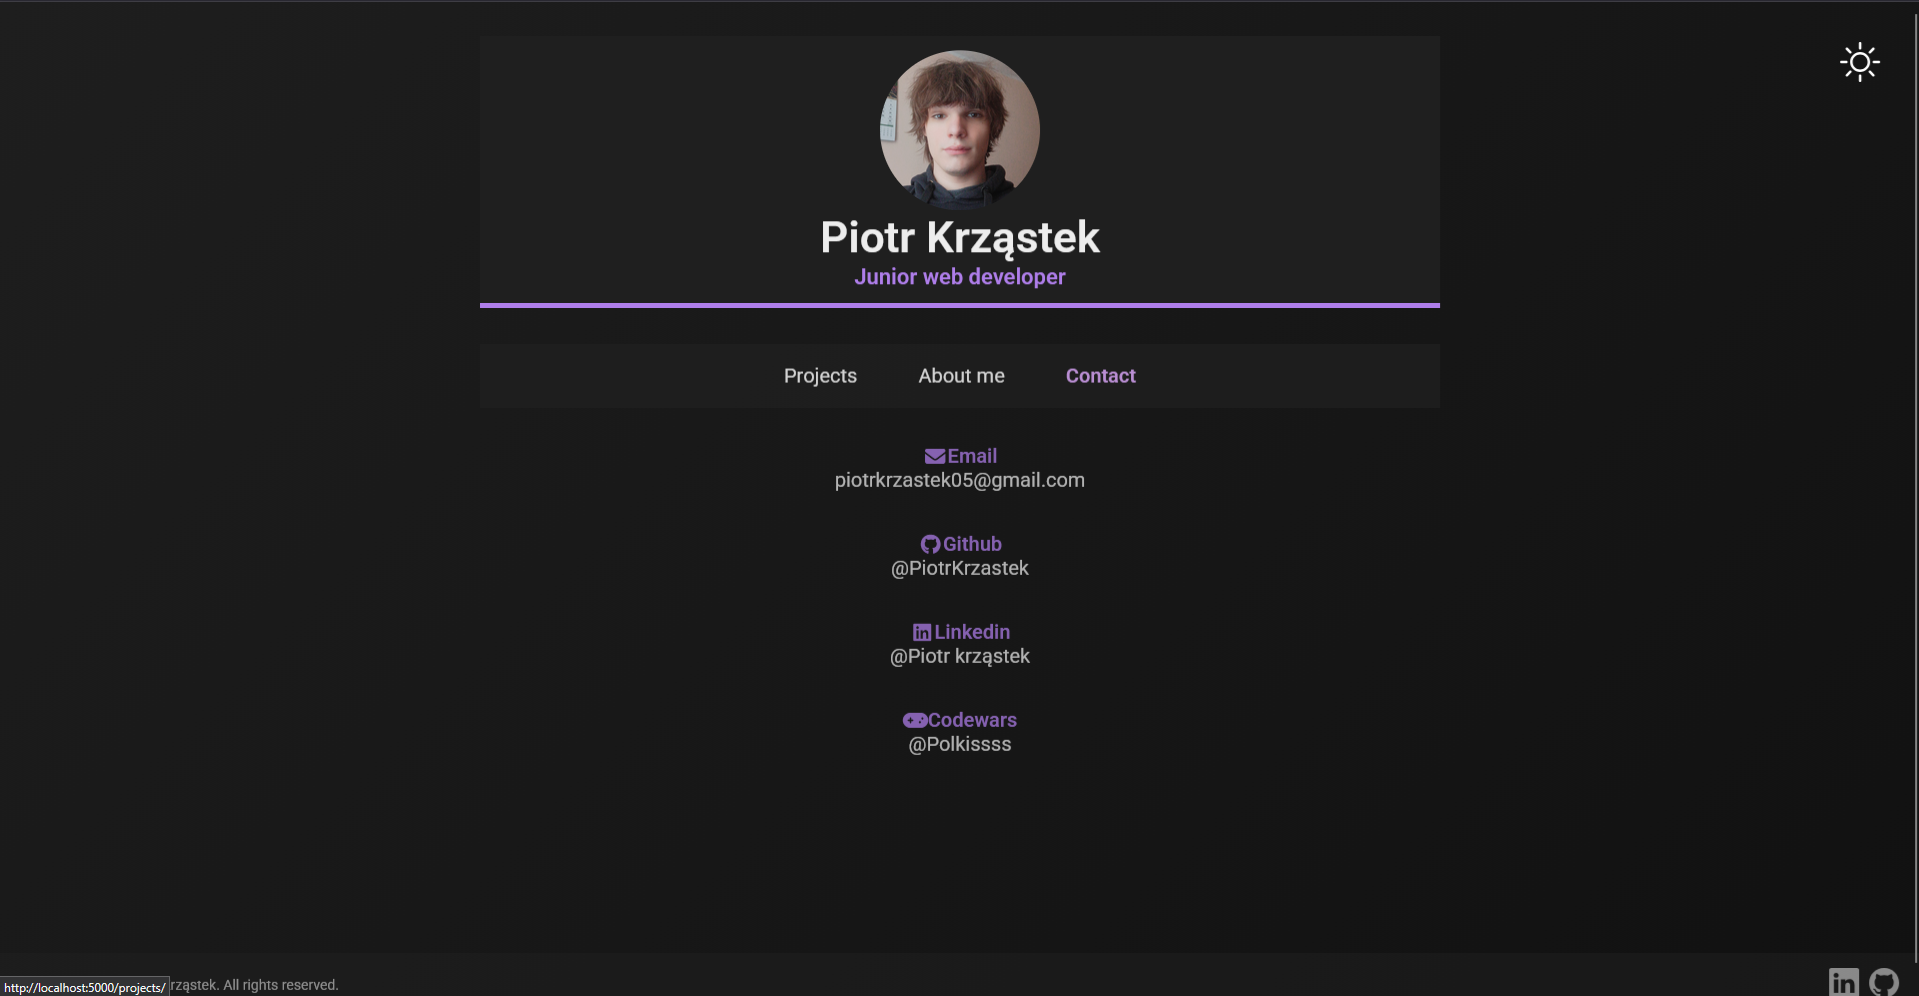 Piotr Krząstek
Junior web developer
Projects About me Contact
Email
piotrkrzastek05@gmail.com
Github
@PiotrKrzastek
Linkedin
@Piotr krząstek
Codewars
@Polkissss
http://localhost:5000/projects/ rząstek. All rights reserved.